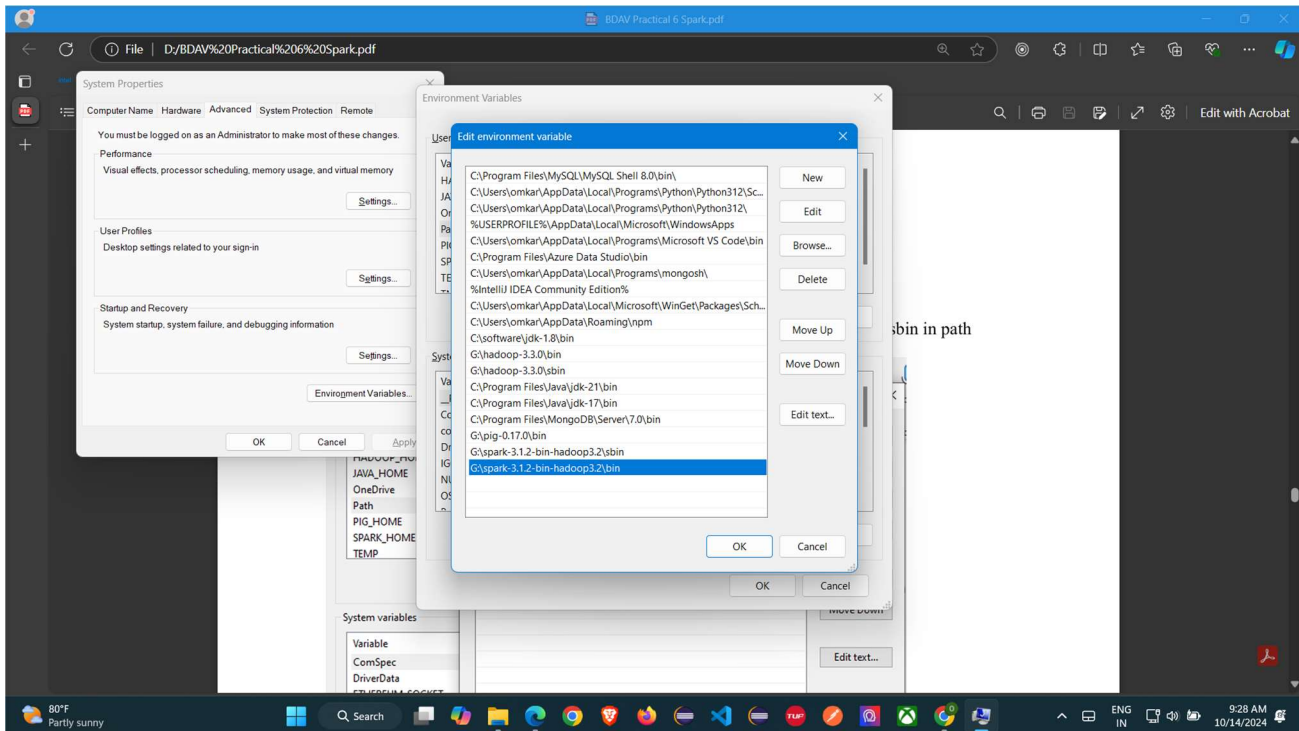 BDAV Practical 6 Spark.pdf
File | D:/BDAV%20Practical%206%20Spark.pdf
Edit with Acrobat
System Properties
Computer Name Hardware Advanced System Protection Remote
You must be logged on as an Administrator to make most of these changes.
Performance
Visual effects, processor scheduling, memory usage, and virtual memory
Settings...
User Profiles
Desktop settings related to your sign-in
Settings...
Startup and Recovery
System startup, system failure, and debugging information
Settings...
Environment Variables...
OK Cancel Apply
Environment Variables
Edit environment variable
C:\Program Files\MySQL\MySQL Shell 8.0\bin\
C:\Users\omkar\AppData\Local\Programs\Python\Python312\Sc...
C:\Users\omkar\AppData\Local\Programs\Python\Python312\
%USERPROFILE%\AppData\Local\Microsoft\WindowsApps
C:\Users\omkar\AppData\Local\Programs\Microsoft VS Code\bin
C:\Program Files\Azure Data Studio\bin
C:\Users\omkar\AppData\Local\Programs\mongosh\
%IntelliJ IDEA Community Edition%
C:\Users\omkar\AppData\Local\Microsoft\WinGet\Packages\Sch...
C:\Users\omkar\AppData\Roaming\npm
C:\software\jdk-1.8\bin
G:\hadoop-3.3.0\bin
G:\hadoop-3.3.0\sbin
C:\Program Files\Java\jdk-21\bin
C:\Program Files\Java\jdk-17\bin
C:\Program Files\MongoDB\Server\7.0\bin
G:\pig-0.17.0\bin
G:\spark-3.1.2-bin-hadoop3.2\sbin
G:\spark-3.1.2-bin-hadoop3.2\bin
New
Edit
Browse...
Delete
Move Up
Move Down
Edit text...
OK Cancel
OK Cancel
sbin in path
JAVA_HOME
OneDrive
Path
PIG_HOME
SPARK_HOME
TEMP
System variables
Variable
ComSpec
DriverData
Move Down
Edit text...
80°F
Partly sunny
Search
ENG
IN
9:28 AM
10/14/2024